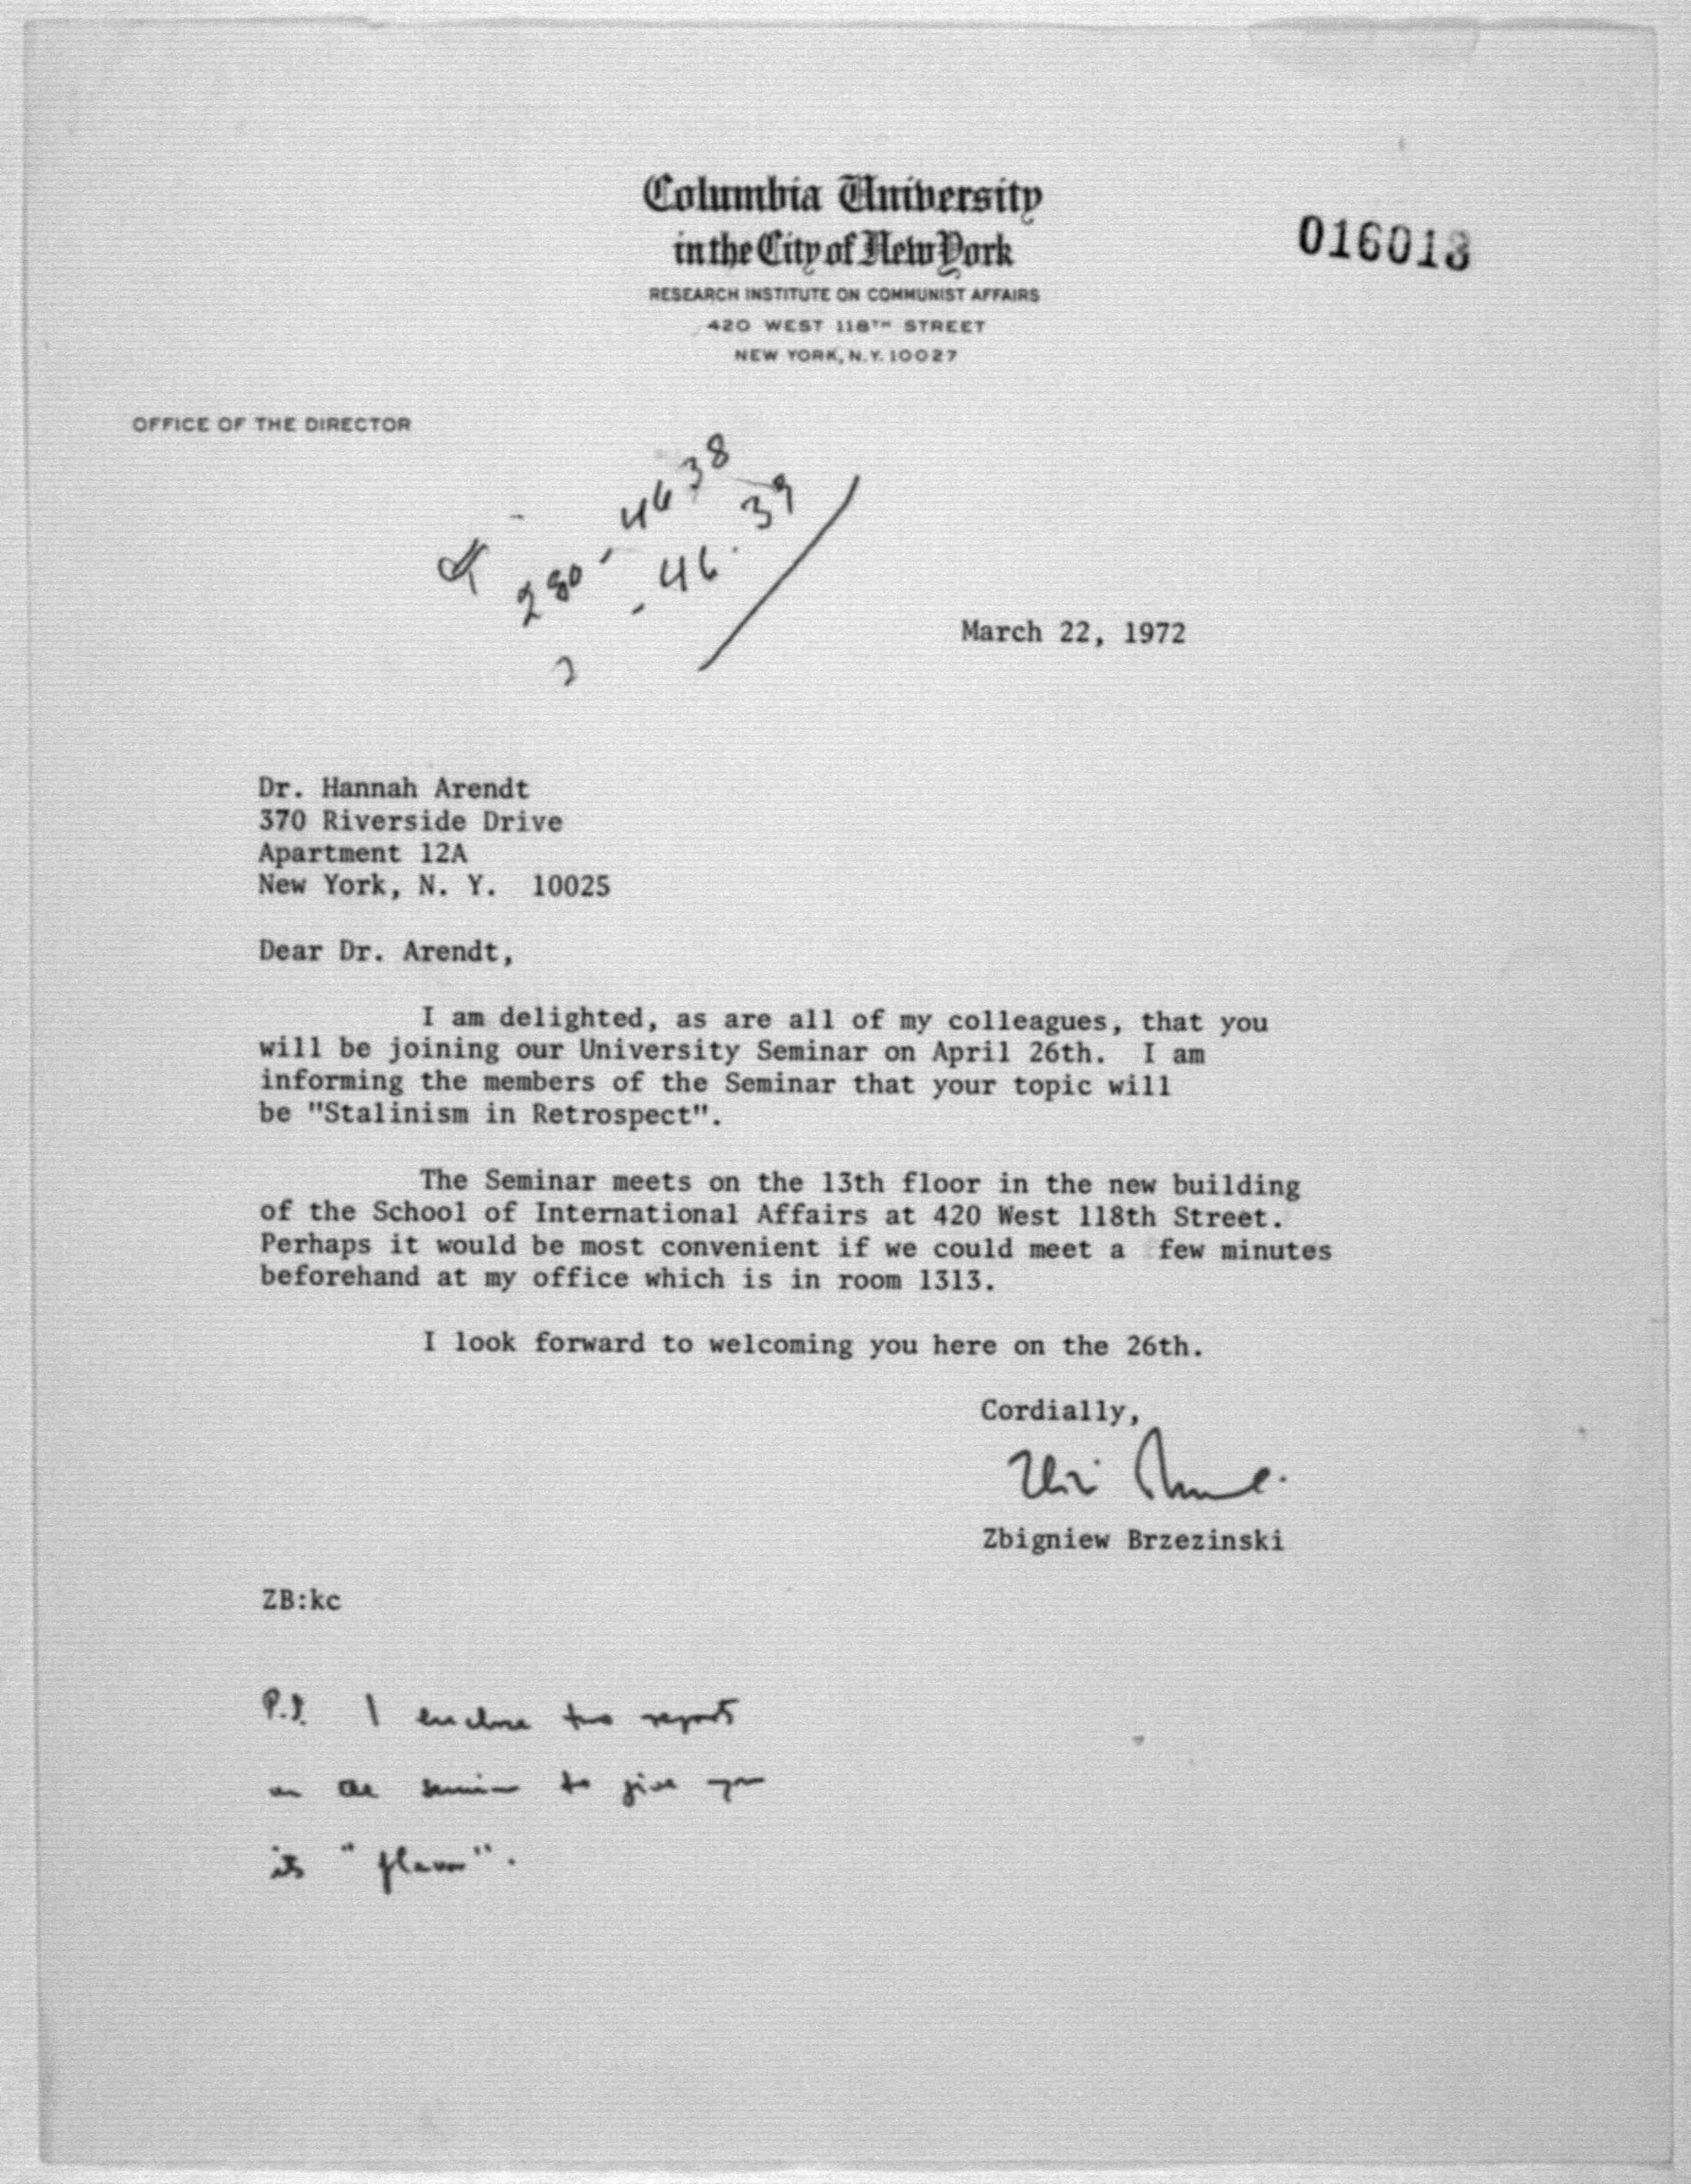 Columbia University
in the City of New York
016013
RESEARCH INSTITUTE ON COMMUNIST AFFAIRS
420 WEST 118TH STREET
NEW YORK, N.Y. 10027
OFFICE OF THE DIRECTOR
280-4638
-46.39
March 22, 1972
Dr. Hannah Arendt
370 Riverside Drive
Apartment 12A
New York, N. Y. 10025
Dear Dr. Arendt,
I am delighted, as are all of my colleagues, that you
will be joining our University Seminar on April 26th. I am
informing the members of the Seminar that your topic will
be "Stalinism in Retrospect".
The Seminar meets on the 13th floor in the new building
of the School of International Affairs at 420 West 118th Street.
Perhaps it would be most convenient if we could meet a few minutes
beforehand at my office which is in room 1313.
I look forward to welcoming you here on the 26th.
Cordially,
Zbigniew Brzezinski
ZB:kc
P.S. I enclose two reports
on the seminar to give you
its "flavor".